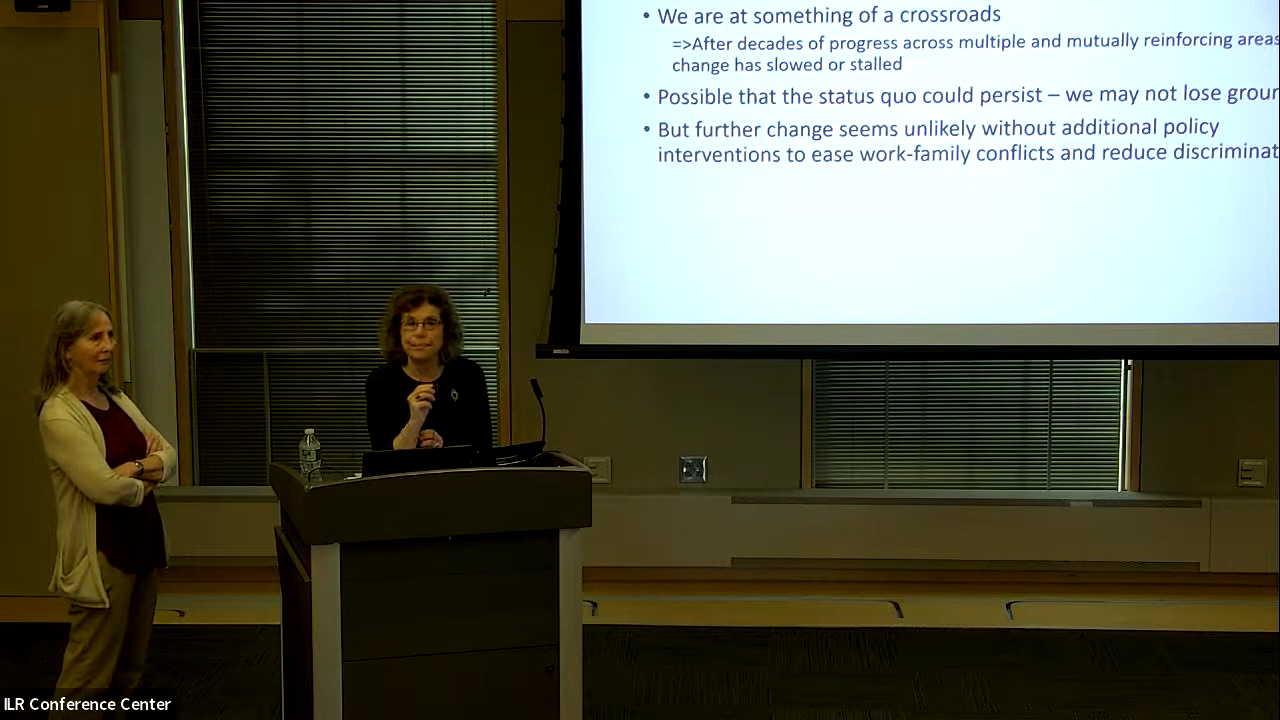 • We are at something of a crossroads
=>After decades of progress across multiple and mutually reinforcing areas
change has slowed or stalled
• Possible that the status quo could persist – we may not lose
• But further change seems unlikely without additional policy
interventions to ease work-family conflicts and reduce
ILR Conference Center